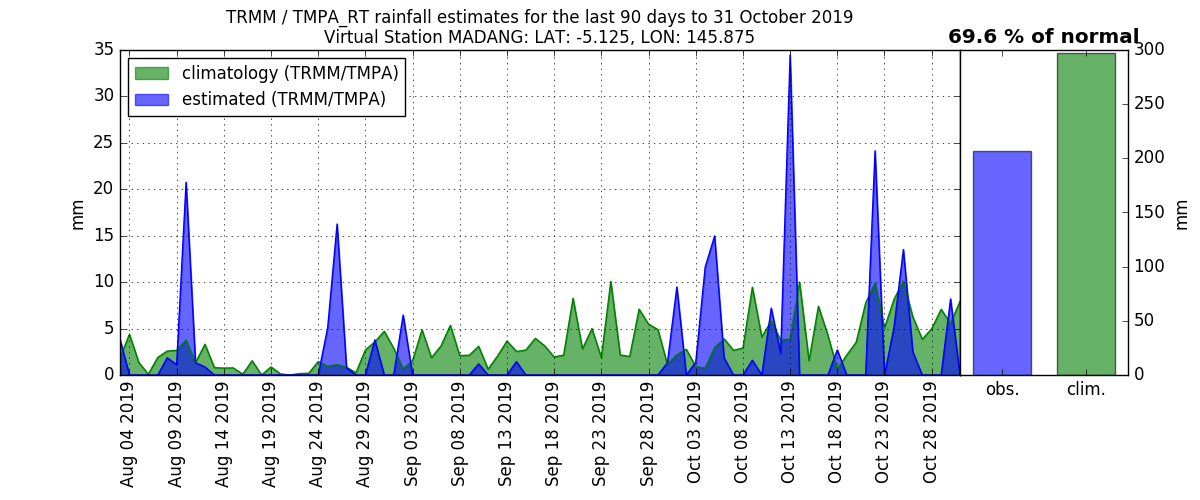 TRMM / TMPA_RT rainfall estimates for the last 90 days to 31 October 2019
Virtual Station MADANG: LAT: -5.125, LON: 145.875
69.6 % of normal
climatology (TRMM/TMPA)
estimated (TRMM/TMPA)
mm
35
30
25
20
15
10
5
0
Aug 04 2019
Aug 09 2019
Aug 14 2019
Aug 19 2019
Aug 24 2019
Aug 29 2019
Sep 03 2019
Sep 08 2019
Sep 13 2019
Sep 18 2019
Sep 23 2019
Sep 28 2019
Oct 03 2019
Oct 08 2019
Oct 13 2019
Oct 18 2019
Oct 23 2019
Oct 28 2019
obs.
clim.
300
250
200
150
100
50
0
mm